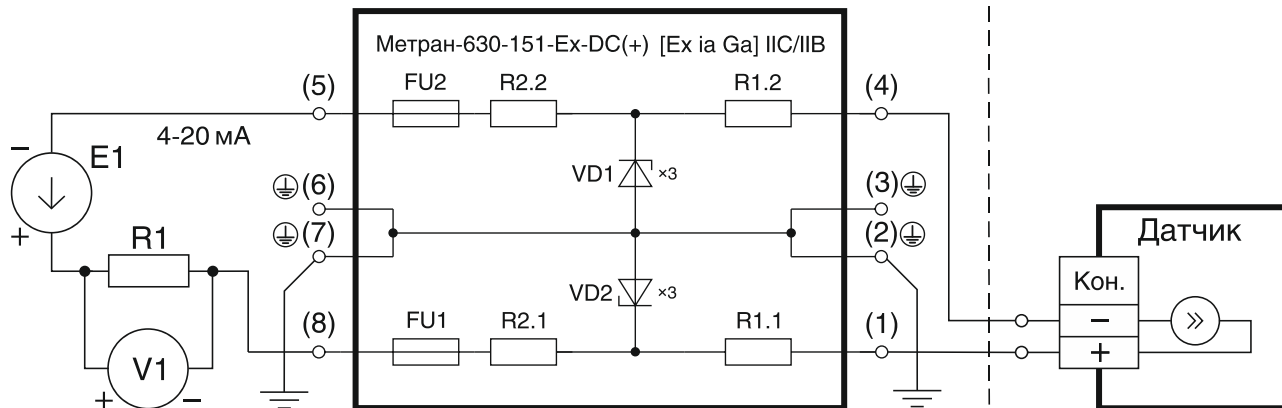 Метран-630-151-Ex-DC(+) [Ex ia Ga] IIC/IIB
(5) FU2 R2.2 R1.2 (4)
4-20 мА
− E1
VD1 ×3
(6) (3)
+ (7) (2) Датчик
R1
Кон.
VD2 ×3
−
(8) FU1 R2.1 R1.1 (1)
+
V1
+ −